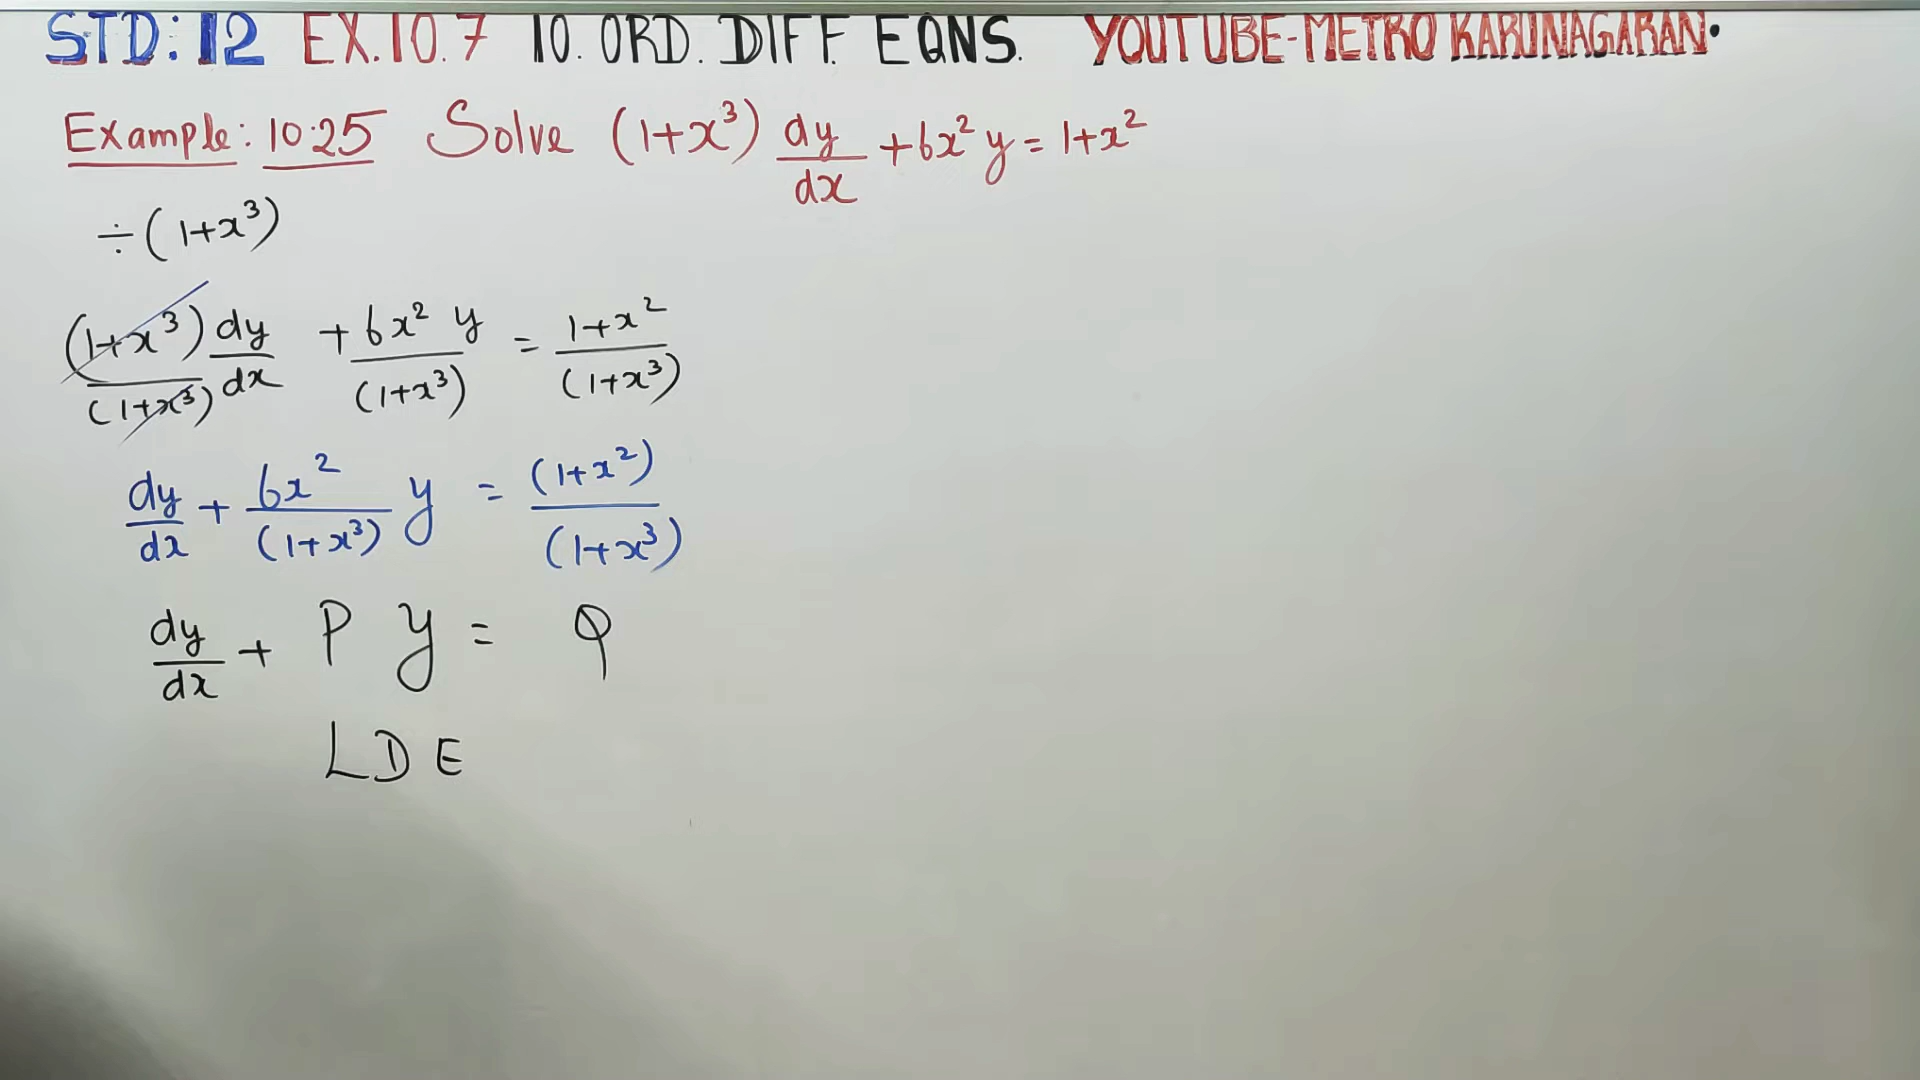 STD: 12 EX.10.7 10. ORD. DIFF. EQNS. YOUTUBE-METRO KARUNAGARAN.
Example: 10.25 Solve (1+x³) dy/dx + 6x² y = 1+x²
÷ (1+x³)
(1+x³)/(1+x³) dy/dx + 6x² y/(1+x³) = 1+x²/(1+x³)
dy/dx + 6x²/(1+x³) y = (1+x²)/(1+x³)
dy/dx + P y = Q
LDE